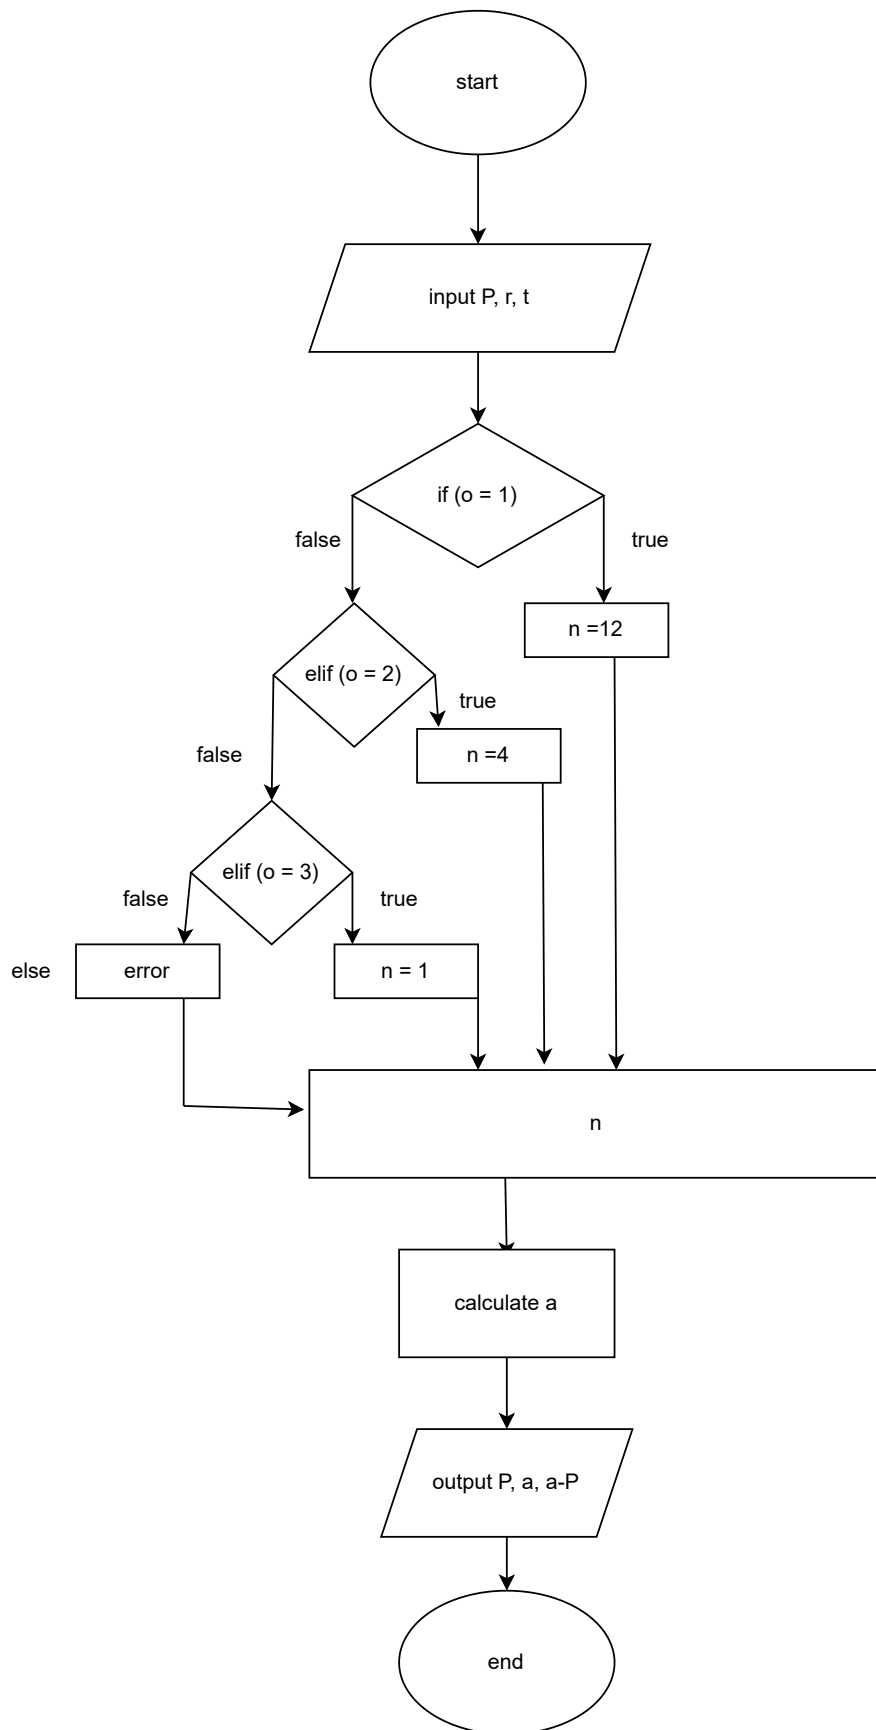 start
input P, r, t
if (o = 1)
false
true
n =12
elif (o = 2)
true
false
n =4
elif (o = 3)
false
true
else
error
n = 1
n
calculate a
output P, a, a-P
end